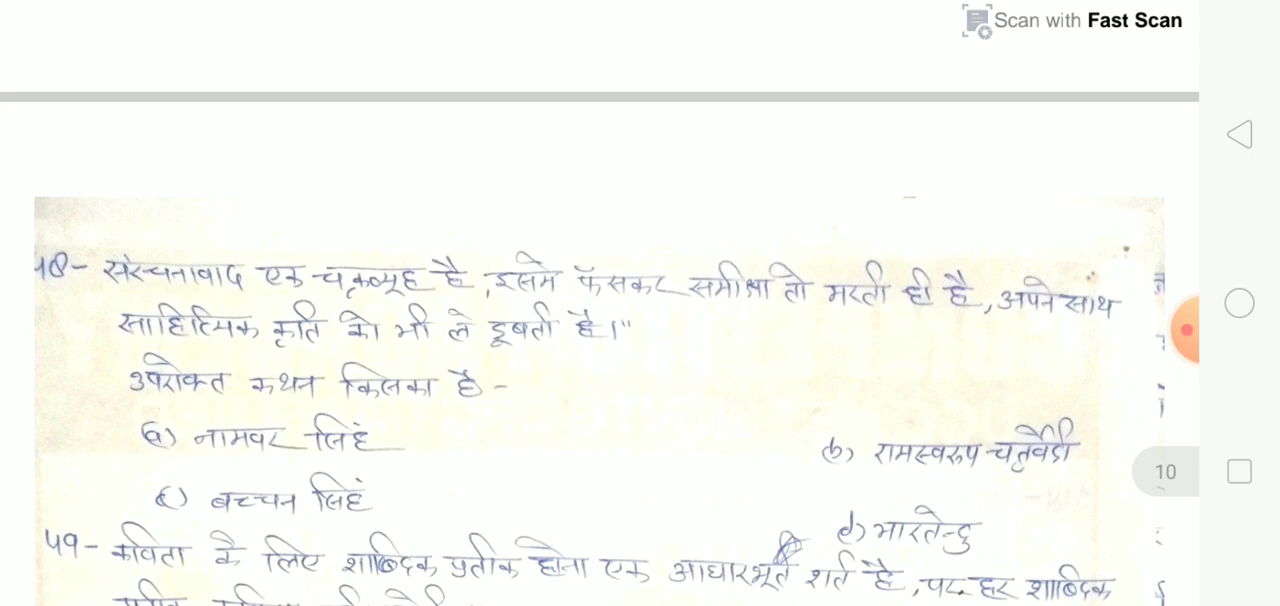 Scan with Fast Scan
48- संरचनावाद एक चक्रव्यूह है, इसमे फँसकर समीक्षा तो मरती ही है, अपने साथ
साहित्यिक कृति को भी ले डूबती है।"
उपरोक्त कथन किसका है -
(a) नामवर सिहं
(b) रामस्वरूप चतुर्वेदी
(c) बच्चन सिहं
(d) भारतेन्दु
49- कविता के लिए शाब्दिक प्रतीक होना एक आधारभूत शर्त है, पर हर शाब्दिक
10